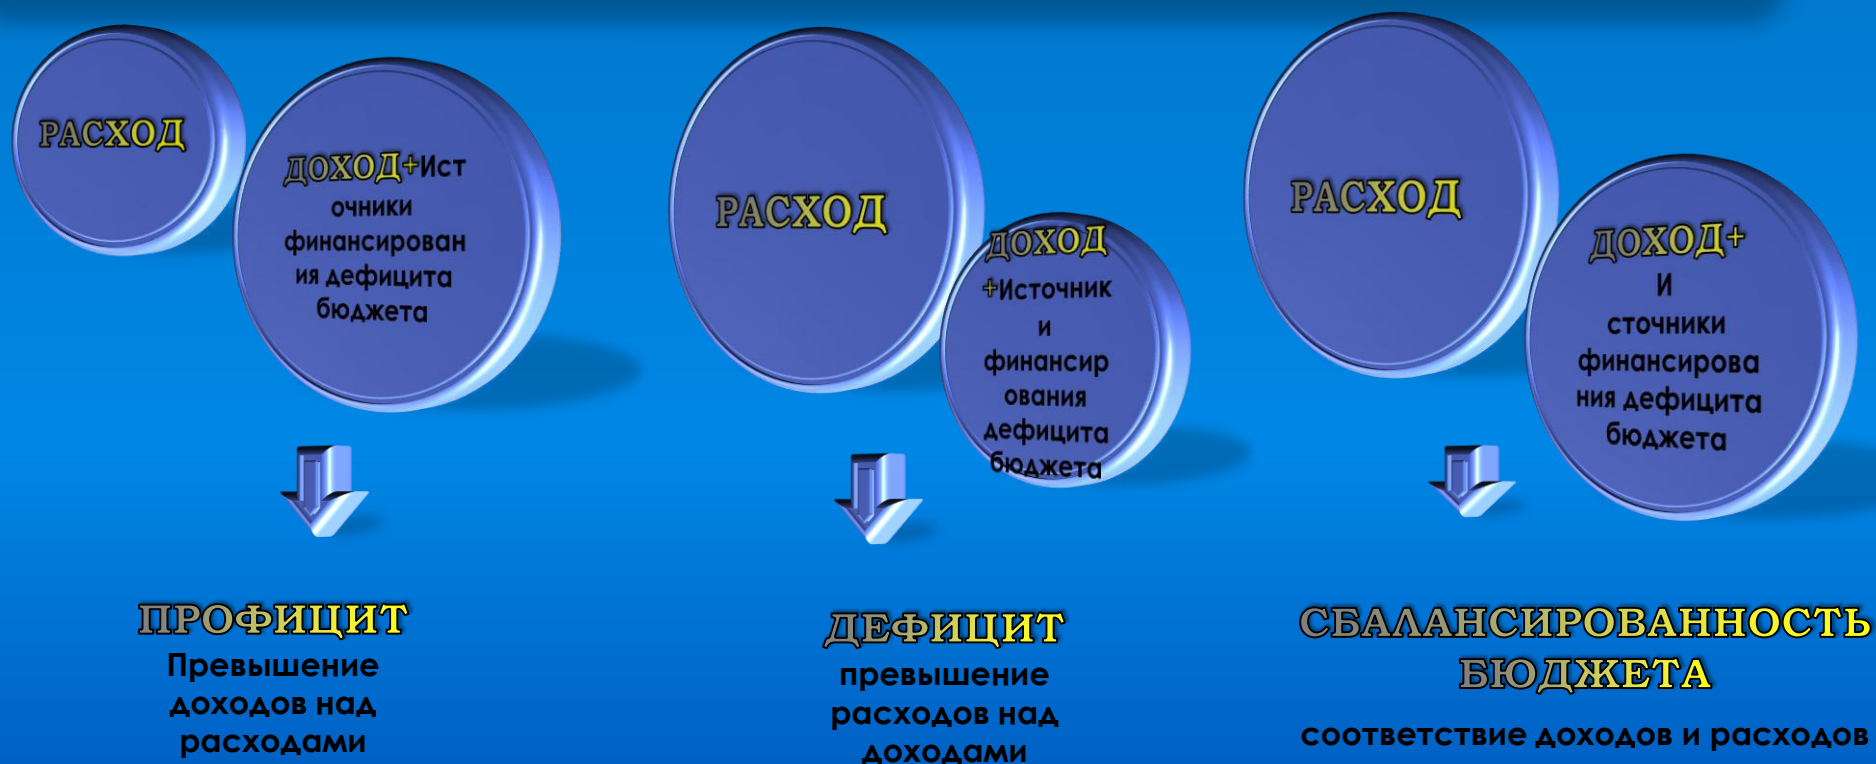 РАСХОД
ДОХОД+Ист
очники
финансирован
ия дефицита
бюджета
ПРОФИЦИТ
Превышение
доходов над
расходами
РАСХОД
ДОХОД
+Источник
и
финансир
ования
дефицита
бюджета
ДЕФИЦИТ
превышение
расходов над
доходами
РАСХОД
ДОХОД+
И
сточники
финансирова
ния дефицита
бюджета
СБАЛАНСИРОВАННОСТЬ
БЮДЖЕТА
соответствие доходов и расходов